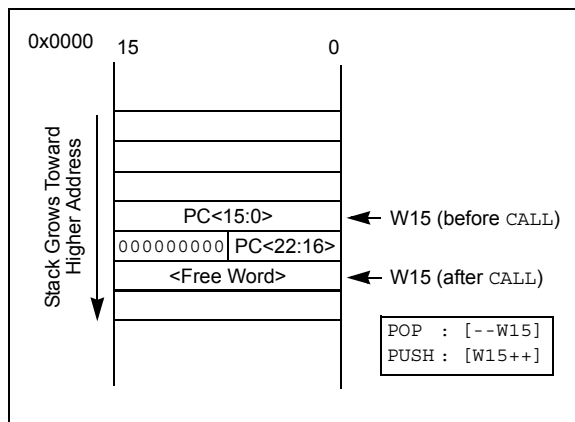 0x0000
15 0
Stack Grows Toward
Higher Address
PC<15:0>
W15 (before CALL)
000000000 PC<22:16>
<Free Word>
W15 (after CALL)
POP : [--W15]
PUSH : [W15++]